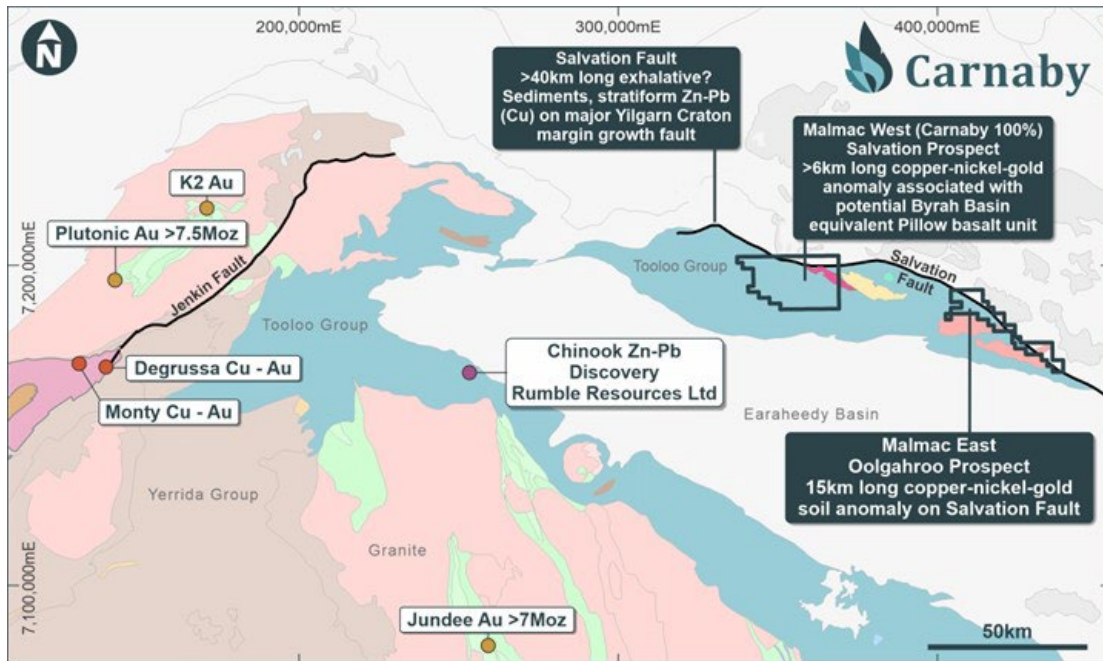 200,000mE
300,000mE
400,000mE
N
Carnaby
Salvation Fault
>40km long exhalative?
Sediments, stratiform Zn-Pb
(Cu) on major Yilgarn Craton
margin growth fault
Malmac West (Carnaby 100%)
Salvation Prospect
>6km long copper-nickel-gold
anomaly associated with
potential Byrah Basin
equivalent Pillow basalt unit
K2 Au
Plutonic Au >7.5Moz
7,200,000mE
Jenkin Fault
Tooloo Group
Tooloo Group
Salvation
Fault
Degrussa Cu - Au
Monty Cu - Au
Chinook Zn-Pb
Discovery
Rumble Resources Ltd
Earaheedy Basin
Malmac East
Oolgahroo Prospect
15km long copper-nickel-gold
soil anomaly on Salvation Fault
Yerrida Group
Granite
7,100,000mE
Jundee Au >7Moz
50km